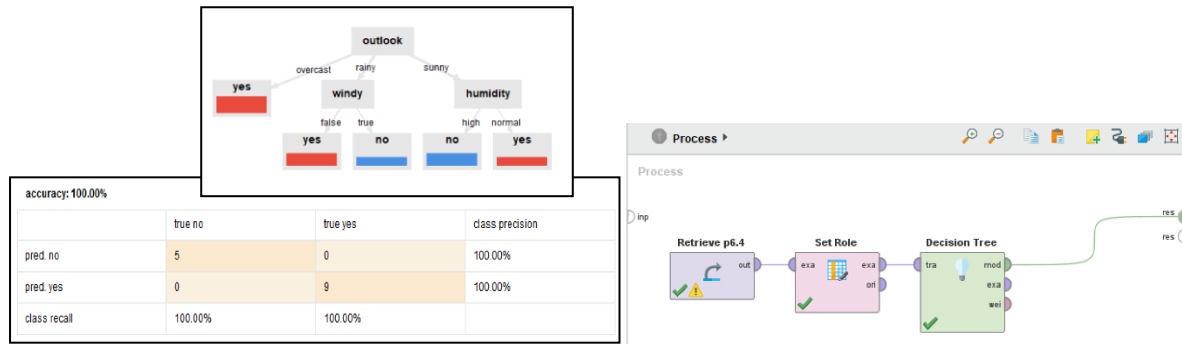 outlook
overcast rainy sunny
yes windy humidity
false true high normal
yes no no yes
accuracy: 100.00%
true no true yes class precision
pred. no 5 0 100.00%
pred. yes 0 9 100.00%
class recall 100.00% 100.00%
Process
Process
inp
res
res
Retrieve p6.4 Set Role Decision Tree
out exa exa tra mod
ori exa
wei